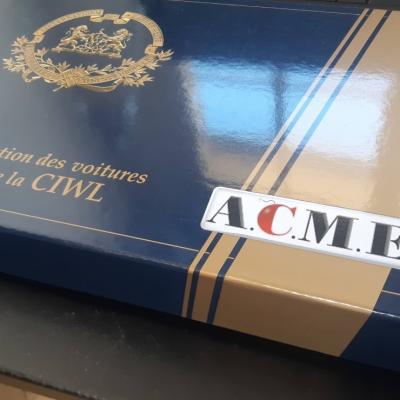 tion des voitures
e la CIWL
A.C.M.E